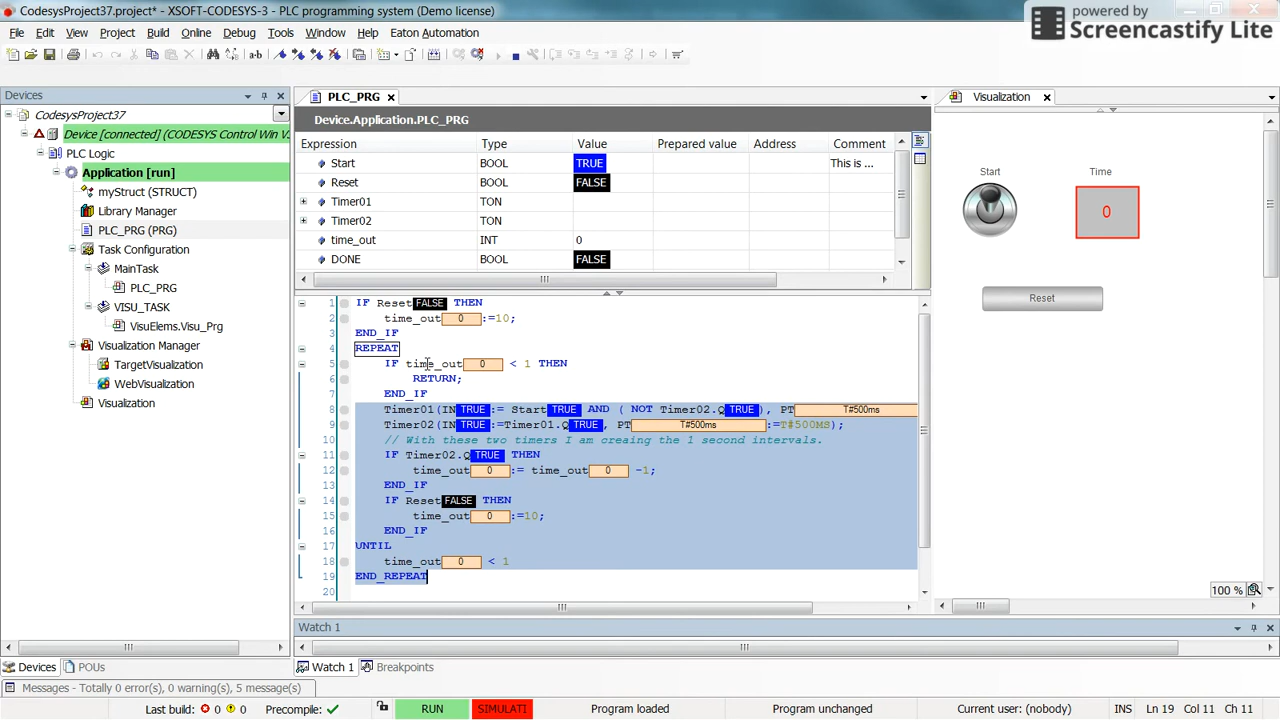 CodesysProject37.project* - XSOFT-CODESYS-3 - PLC programming system (Demo license)
powered by
Screencastify Lite
File Edit View Project Build Online Debug Tools Window Help Eaton Automation
Devices
PLC_PRG
Visualization
CodesysProject37
Device [connected] (CODESYS Control Win V.
PLC Logic
Application [run]
myStruct (STRUCT)
Library Manager
PLC_PRG (PRG)
Task Configuration
MainTask
PLC_PRG
VISU_TASK
VisuElems.Visu_Prg
Visualization Manager
TargetVisualization
WebVisualization
Visualization
Device.Application.PLC_PRG
Expression Type Value Prepared value Address Comment
Start BOOL TRUE This is ...
Reset BOOL FALSE
Timer01 TON
Timer02 TON
time_out INT 0
DONE BOOL FALSE
1 IF Reset FALSE THEN
2 time_out 0 :=10;
3 END_IF
4 REPEAT
5 IF time_out 0 < 1 THEN
6 RETURN;
7 END_IF
8 Timer01(IN TRUE := Start TRUE AND ( NOT Timer02.Q TRUE ), PT T#500ms
9 Timer02(IN TRUE :=Timer01.Q TRUE , PT T#500ms :=T#500MS);
10 // With these two timers I am creaing the 1 second intervals.
11 IF Timer02.Q TRUE THEN
12 time_out 0 := time_out 0 -1;
13 END_IF
14 IF Reset FALSE THEN
15 time_out 0 :=10;
16 END_IF
17 UNTIL
18 time_out 0 < 1
19 END_REPEAT
20
Start Time
0
Reset
100 %
Watch 1
Devices POUs
Watch 1 Breakpoints
Messages - Totally 0 error(s), 0 warning(s), 5 message(s)
Last build: 0 0 Precompile: RUN SIMULATI Program loaded Program unchanged Current user: (nobody) INS Ln 19 Col 11 Ch 11